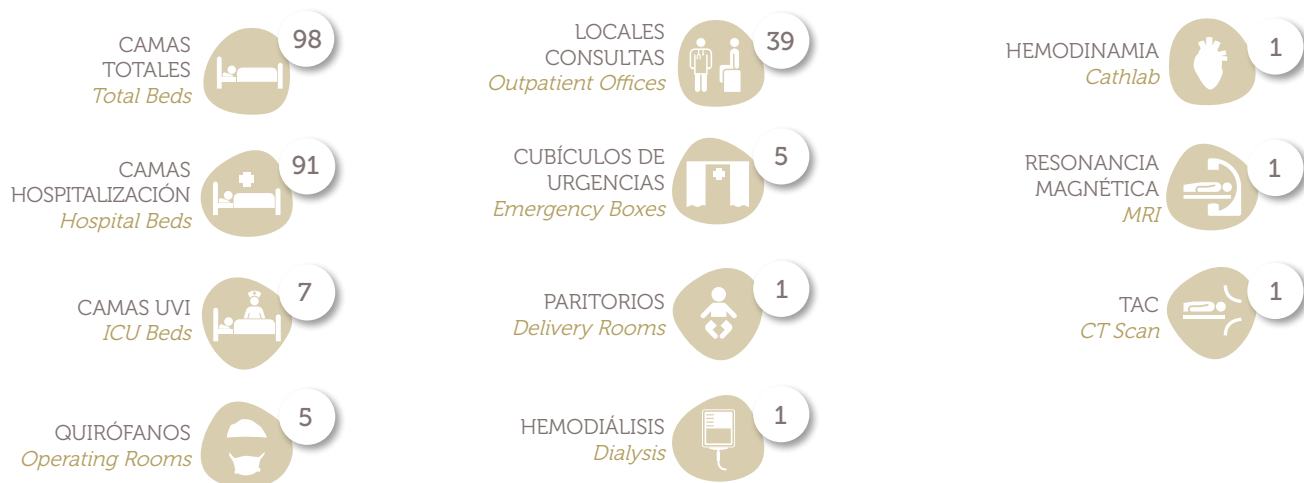 CAMAS
TOTALES
Total Beds
98
CAMAS
HOSPITALIZACIÓN
Hospital Beds
91
CAMAS UVI
ICU Beds
7
QUIRÓFANOS
Operating Rooms
5
LOCALES
CONSULTAS
Outpatient Offices
39
CUBÍCULOS DE
URGENCIAS
Emergency Boxes
5
PARITORIOS
Delivery Rooms
1
HEMODIÁLISIS
Dialysis
1
HEMODINAMIA
Cathlab
1
RESONANCIA
MAGNÉTICA
MRI
1
TAC
CT Scan
1